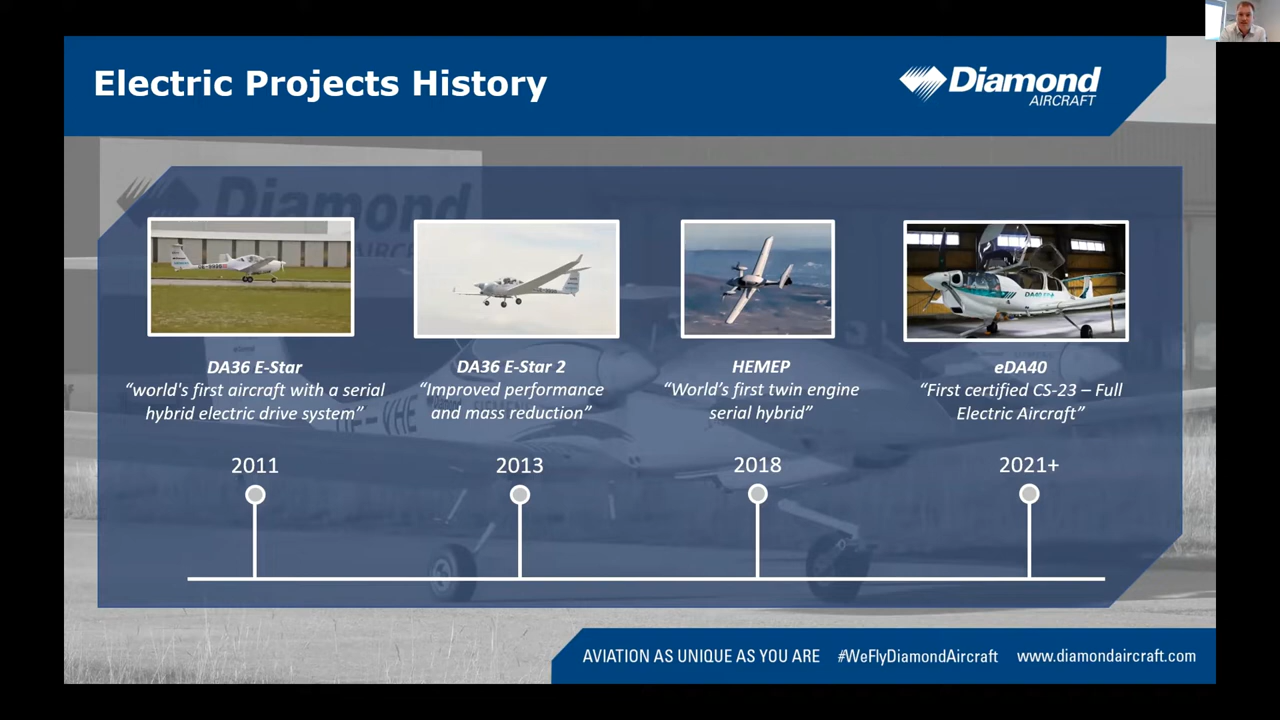 Electric Projects History
Diamond
AIRCRAFT
Diamond
AIRCRAFT
DA36 E-Star
"world's first aircraft with a serial
hybrid electric drive system"
2011
DA36 E-Star 2
"Improved performance
and mass reduction"
2013
HEMEP
"World's first twin engine
serial hybrid"
2018
eDA40
"First certified CS-23 – Full
Electric Aircraft"
2021+
AVIATION AS UNIQUE AS YOU ARE #WeFlyDiamondAircraft www.diamondaircraft.com